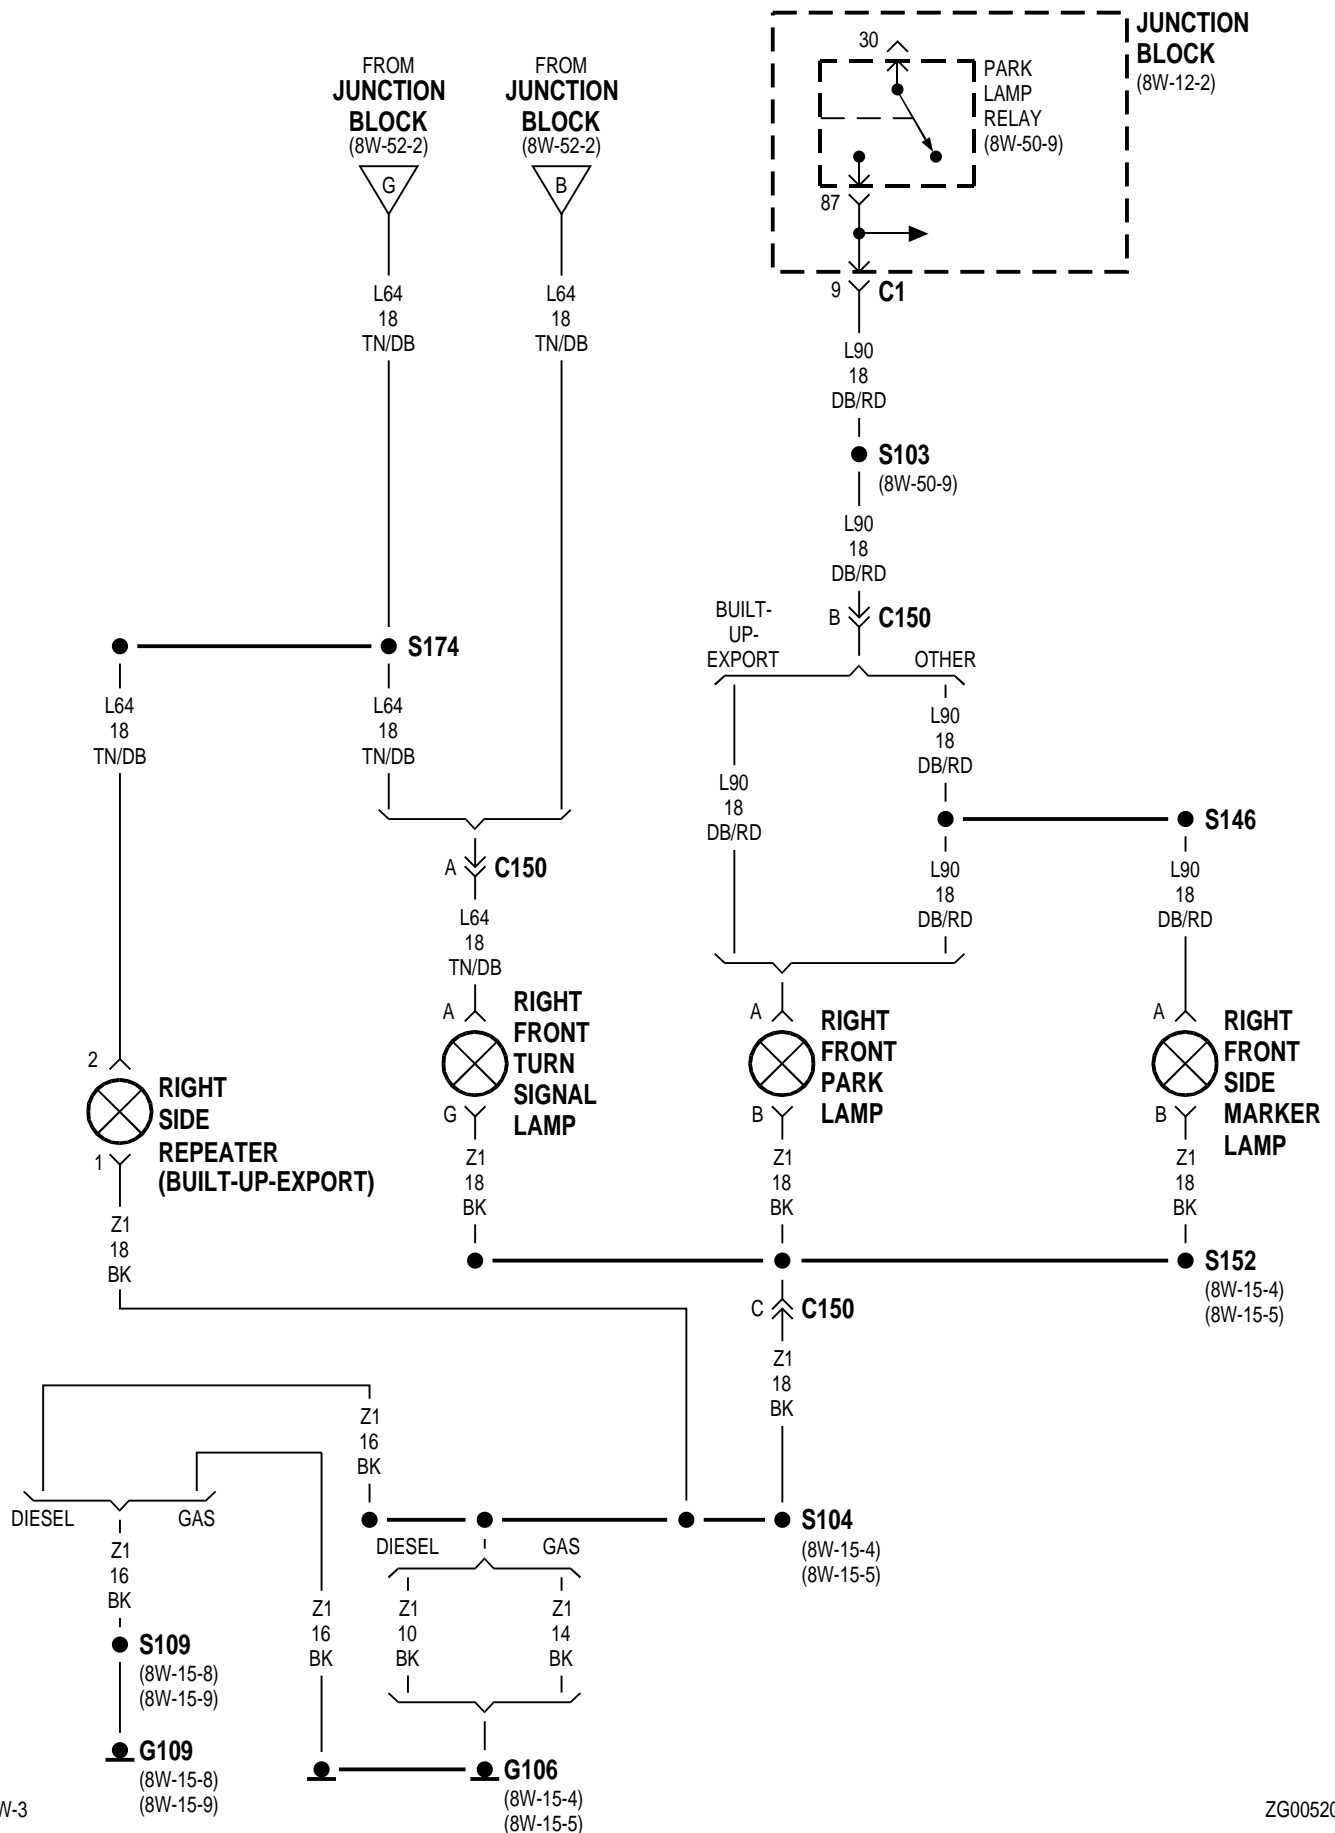 JUNCTION
BLOCK
(8W-12-2)
30
PARK
LAMP
RELAY
(8W-50-9)
87
9
C1
FROM
JUNCTION
BLOCK
(8W-52-2)
G
FROM
JUNCTION
BLOCK
(8W-52-2)
B
L64
18
TN/DB
L64
18
TN/DB
L90
18
DB/RD
S103
(8W-50-9)
L90
18
DB/RD
B
C150
BUILT-
UP-
EXPORT
OTHER
S174
L64
18
TN/DB
L64
18
TN/DB
L90
18
DB/RD
L90
18
DB/RD
S146
A
C150
L90
18
DB/RD
L90
18
DB/RD
L64
18
TN/DB
A
RIGHT
FRONT
TURN
SIGNAL
LAMP
G
A
RIGHT
FRONT
PARK
LAMP
B
A
RIGHT
FRONT
SIDE
MARKER
LAMP
B
2
RIGHT
SIDE
REPEATER
(BUILT-UP-EXPORT)
1
Z1
18
BK
Z1
18
BK
Z1
18
BK
Z1
18
BK
S152
(8W-15-4)
(8W-15-5)
C
C150
Z1
18
BK
Z1
16
BK
DIESEL
GAS
S104
(8W-15-4)
(8W-15-5)
DIESEL
GAS
Z1
16
BK
Z1
16
BK
Z1
10
BK
Z1
14
BK
S109
(8W-15-8)
(8W-15-9)
G109
(8W-15-8)
(8W-15-9)
G106
(8W-15-4)
(8W-15-5)
W-3
ZG00520